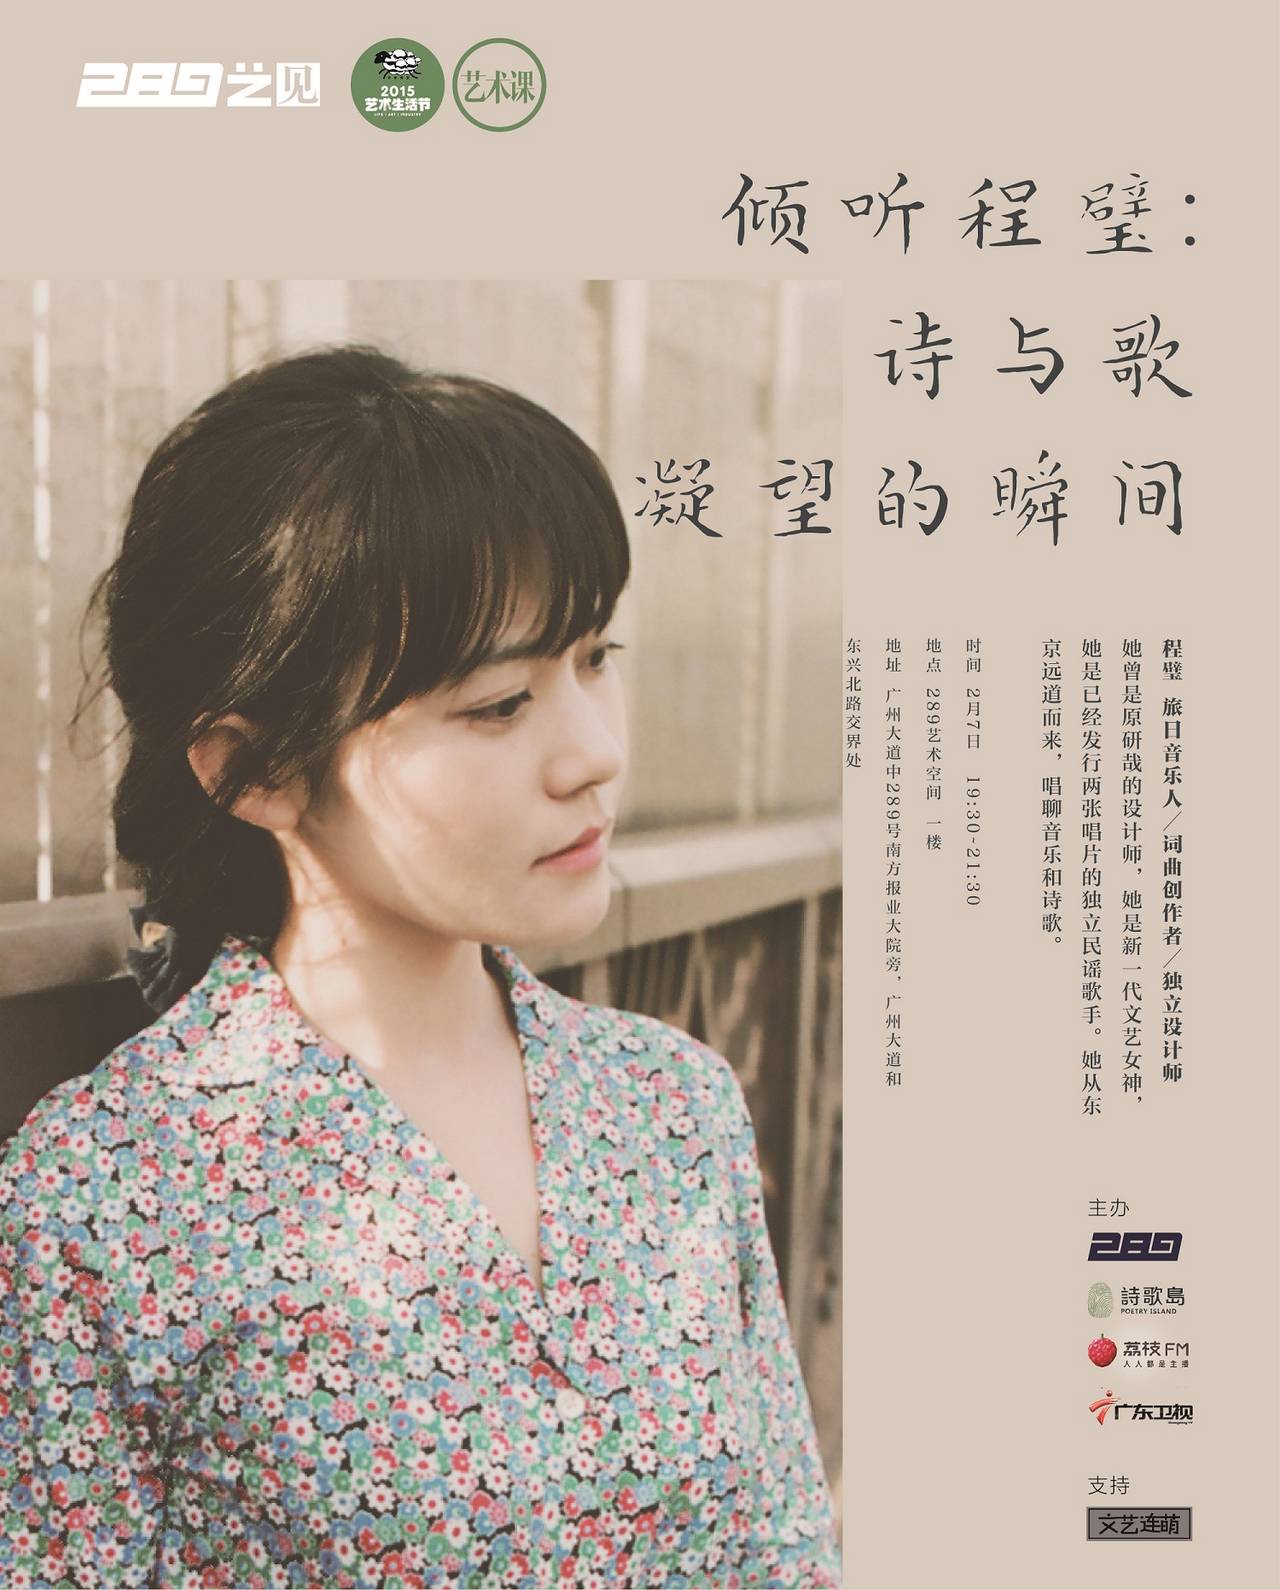 289艺见
2015
艺术生活节
LIFE | ART | INDUSTRY
艺术课
倾听程璧：
诗与歌
凝望的瞬间
程璧 旅日音乐人／词曲创作者／独立设计师
她曾是原研哉的设计师，她是新一代文艺女神，
她是已经发行两张唱片的独立民谣歌手。她从东
京远道而来，唱聊音乐和诗歌。
时间 2月7日 19:30-21:30
地点 289艺术空间 一楼
地址 广州大道中289号南方报业大院旁，广州大道和
东兴北路交界处
主办
289
詩歌島
POETRY ISLAND
荔枝FM
人人都是主播
广东卫视
支持
文艺连萌